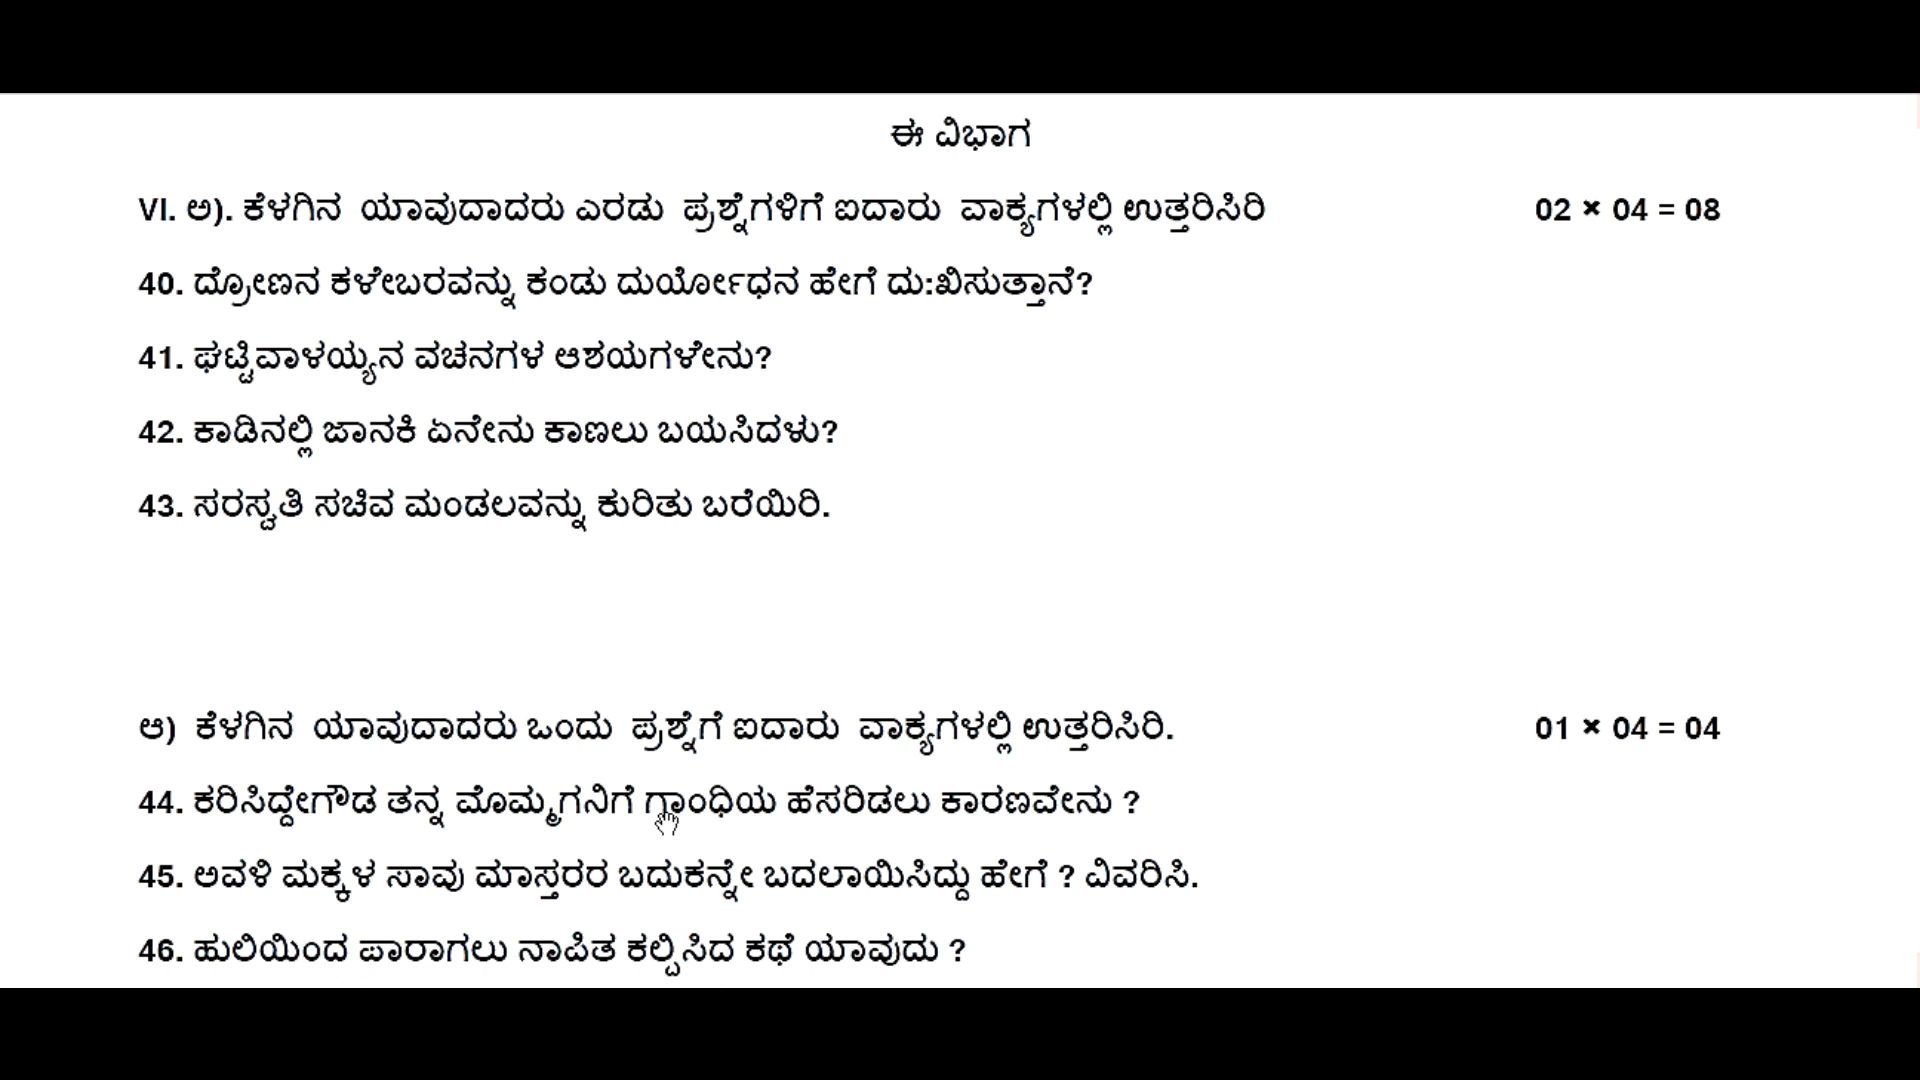 ಈ ವಿಭಾಗ
VI. ಅ). ಕೆಳಗಿನ ಯಾವುದಾದರು ಎರಡು ಪ್ರಶ್ನೆಗಳಿಗೆ ಐದಾರು ವಾಕ್ಯಗಳಲ್ಲಿ ಉತ್ತರಿಸಿರಿ 02 × 04 = 08
40. ದ್ರೋಣನ ಕಳೇಬರವನ್ನು ಕಂಡು ದುರ್ಯೋಧನ ಹೇಗೆ ದು:ಖಿಸುತ್ತಾನೆ?
41. ಘಟ್ಟಿವಾಳಯ್ಯನ ವಚನಗಳ ಆಶಯಗಳೇನು?
42. ಕಾಡಿನಲ್ಲಿ ಜಾನಕಿ ಏನೇನು ಕಾಣಲು ಬಯಸಿದಳು?
43. ಸರಸ್ವತಿ ಸಚಿವ ಮಂಡಲವನ್ನು ಕುರಿತು ಬರೆಯಿರಿ.
ಆ) ಕೆಳಗಿನ ಯಾವುದಾದರು ಒಂದು ಪ್ರಶ್ನೆಗೆ ಐದಾರು ವಾಕ್ಯಗಳಲ್ಲಿ ಉತ್ತರಿಸಿರಿ. 01 × 04 = 04
44. ಕರಿಸಿದ್ದೇಗೌಡ ತನ್ನ ಮೊಮ್ಮಗನಿಗೆ ಗ್ರಾಂಧಿಯ ಹೆಸರಿಡಲು ಕಾರಣವೇನು ?
45. ಅವಳಿ ಮಕ್ಕಳ ಸಾವು ಮಾಸ್ತರರ ಬದುಕನ್ನೇ ಬದಲಾಯಿಸಿದ್ದು ಹೇಗೆ ? ವಿವರಿಸಿ.
46. ಹುಲಿಯಿಂದ ಪಾರಾಗಲು ನಾಪಿತ ಕಲ್ಪಿಸಿದ ಕಥೆ ಯಾವುದು ?